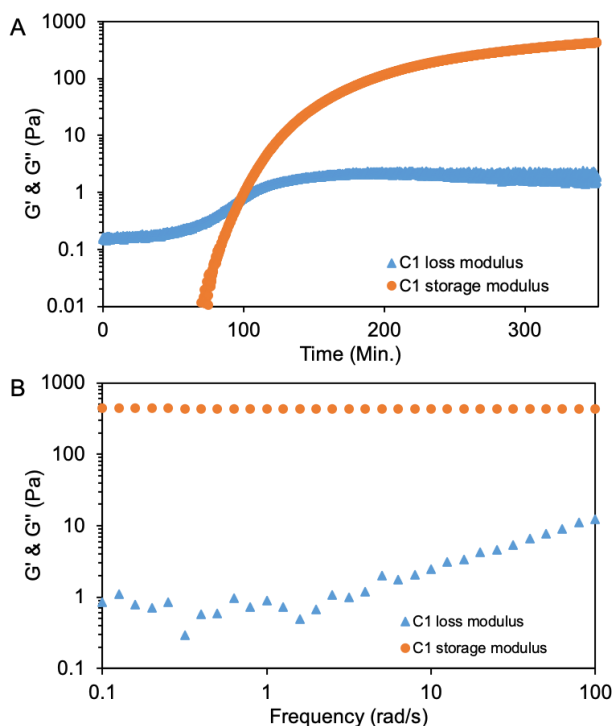 A
1000
100
10
1
0.1
0.01
G' & G'' (Pa)
C1 loss modulus
C1 storage modulus
0
100
200
300
Time (Min.)
B
1000
100
10
1
0.1
G' & G'' (Pa)
C1 loss modulus
C1 storage modulus
0.1
1
10
100
Frequency (rad/s)